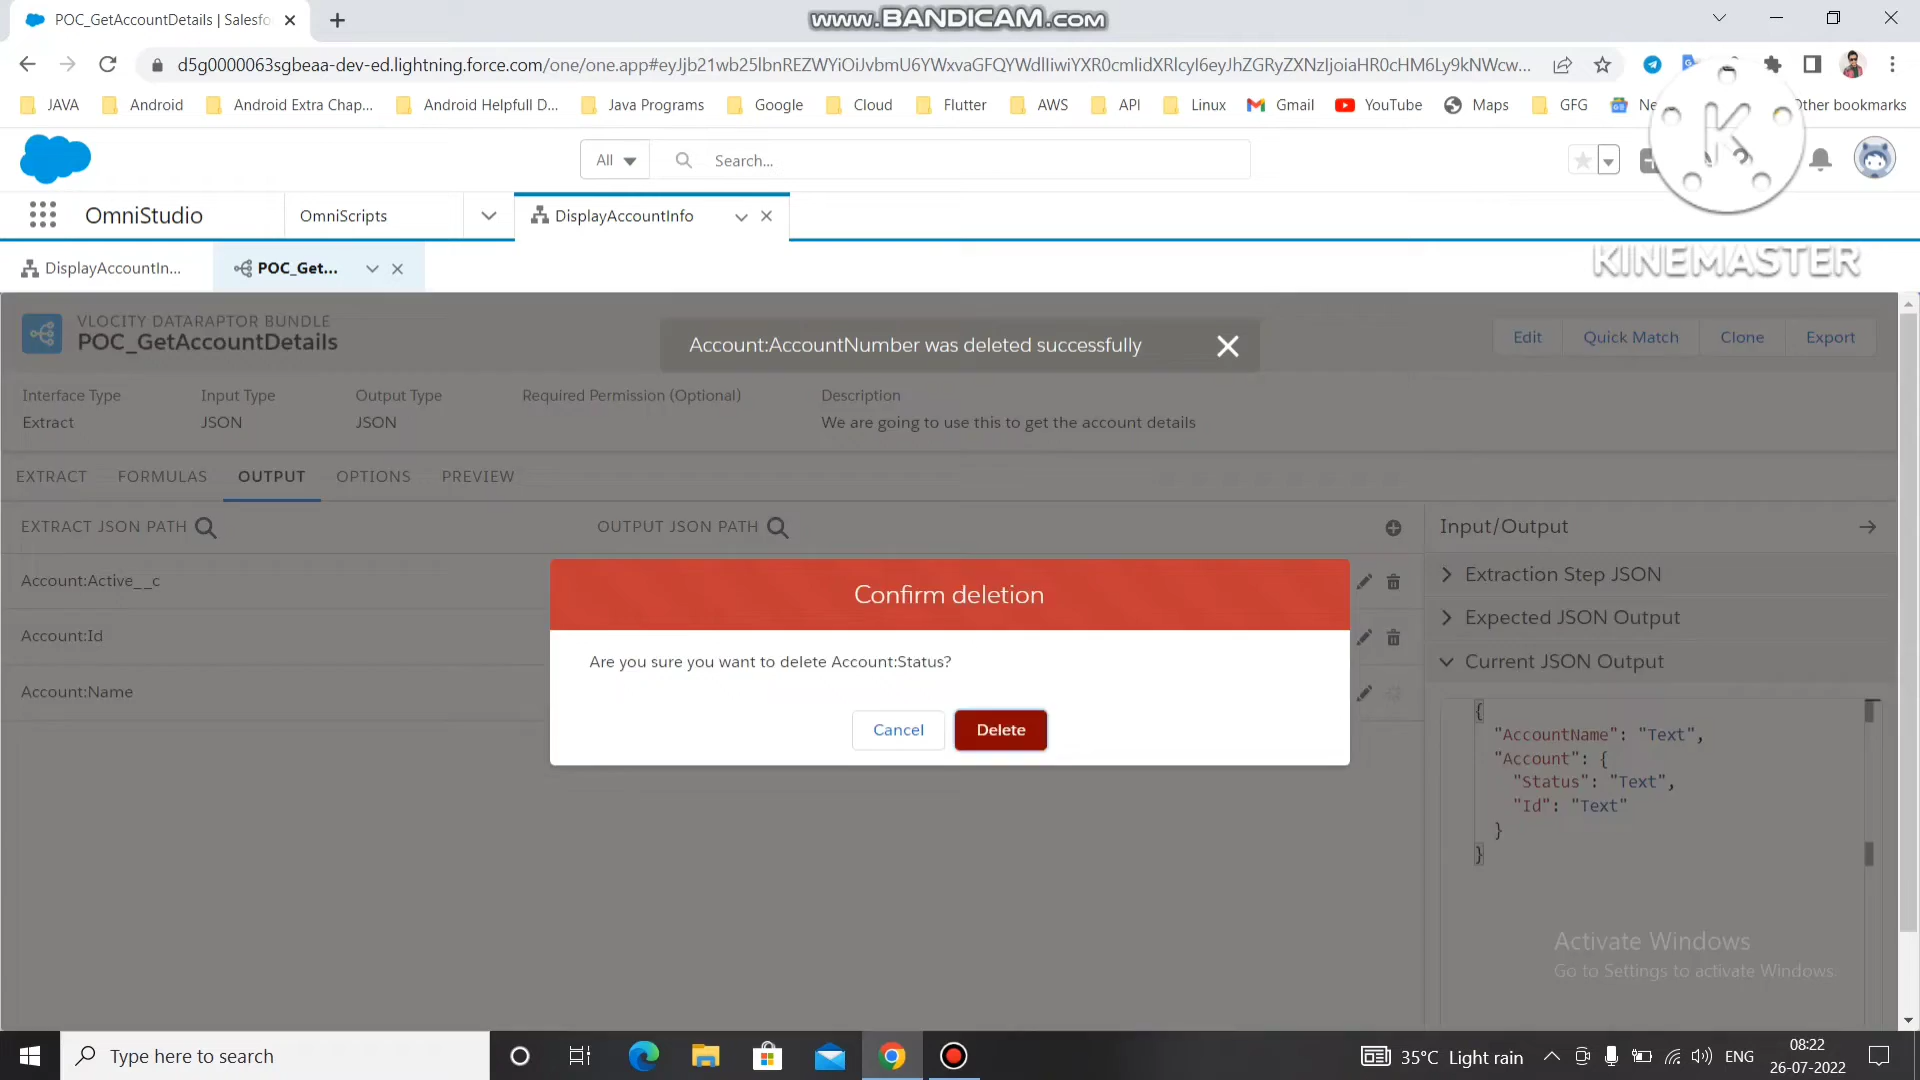 POC_GetAccountDetails | Salesfo
www.BANDICAM.com
d5g0000063sgbeaa-dev-ed.lightning.force.com/one/one.app#eyJjb21wb25lbnREZWYiOiJvbmU6YWxvaGFQYWdlIiwiYXR0cmlidXRlcyI6eyJhZGRyZXNzIjoiaHR0cHM6Ly9kNWcw...
JAVA
Android
Android Extra Chap...
Android Helpfull D...
Java Programs
Google
Cloud
Flutter
AWS
API
Linux
Gmail
YouTube
Maps
GFG
Other bookmarks
All
Search...
K
KINEMASTER
OmniStudio
OmniScripts
DisplayAccountInfo
DisplayAccountIn...
POC_Get...
VLOCITY DATARAPTOR BUNDLE
POC_GetAccountDetails
Account:AccountNumber was deleted successfully
Edit
Quick Match
Clone
Export
Interface Type
Input Type
Output Type
Required Permission (Optional)
Description
Extract
JSON
JSON
We are going to use this to get the account details
EXTRACT
FORMULAS
OUTPUT
OPTIONS
PREVIEW
EXTRACT JSON PATH
OUTPUT JSON PATH
Input/Output
Account:Active__c
Account:Id
Account:Name
Confirm deletion
Are you sure you want to delete Account:Status?
Cancel
Delete
Extraction Step JSON
Expected JSON Output
Current JSON Output
{
"AccountName": "Text",
"Account": {
"Status": "Text",
"Id": "Text"
}
}
Activate Windows
Go to Settings to activate Windows.
Type here to search
35°C Light rain
ENG
08:22
26-07-2022